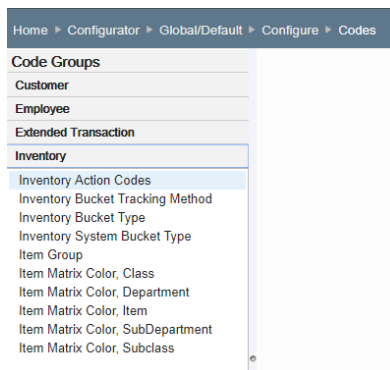 Home ▸ Configurator ▸ Global/Default ▸ Configure ▸ Codes
Code Groups
Customer
Employee
Extended Transaction
Inventory
Inventory Action Codes
Inventory Bucket Tracking Method
Inventory Bucket Type
Inventory System Bucket Type
Item Group
Item Matrix Color, Class
Item Matrix Color, Department
Item Matrix Color, Item
Item Matrix Color, SubDepartment
Item Matrix Color, Subclass